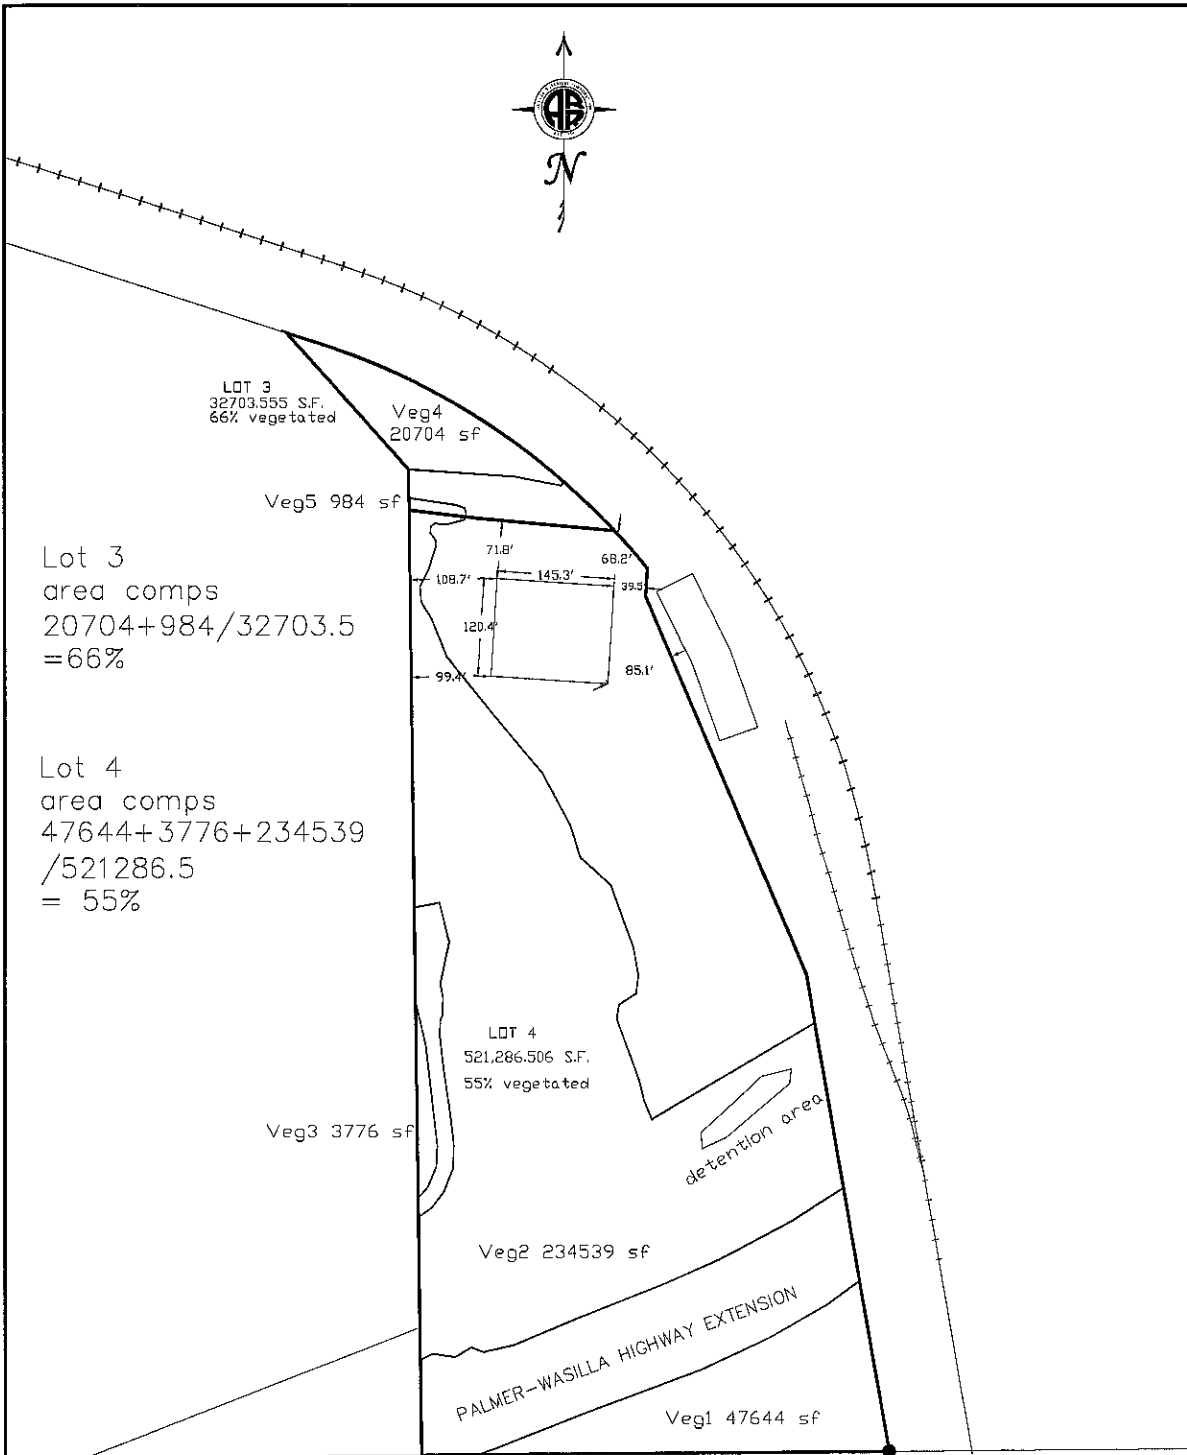 N
LOT 3
32703.555 S.F.
66% vegetated
Veg4
20704 sf
Veg5 984 sf
71.8'
68.2'
108.7'
145.3'
39.5'
120.4'
99.4'
85.1'
Lot 3
area comps
20704+984/32703.5
=66%
Lot 4
area comps
47644+3776+234539
/521286.5
= 55%
LOT 4
521,286.506 S.F.
55% vegetated
Veg3 3776 sf
detention area
Veg2 234539 sf
PALMER-WASILLA HIGHWAY EXTENSION
Veg1 47644 sf